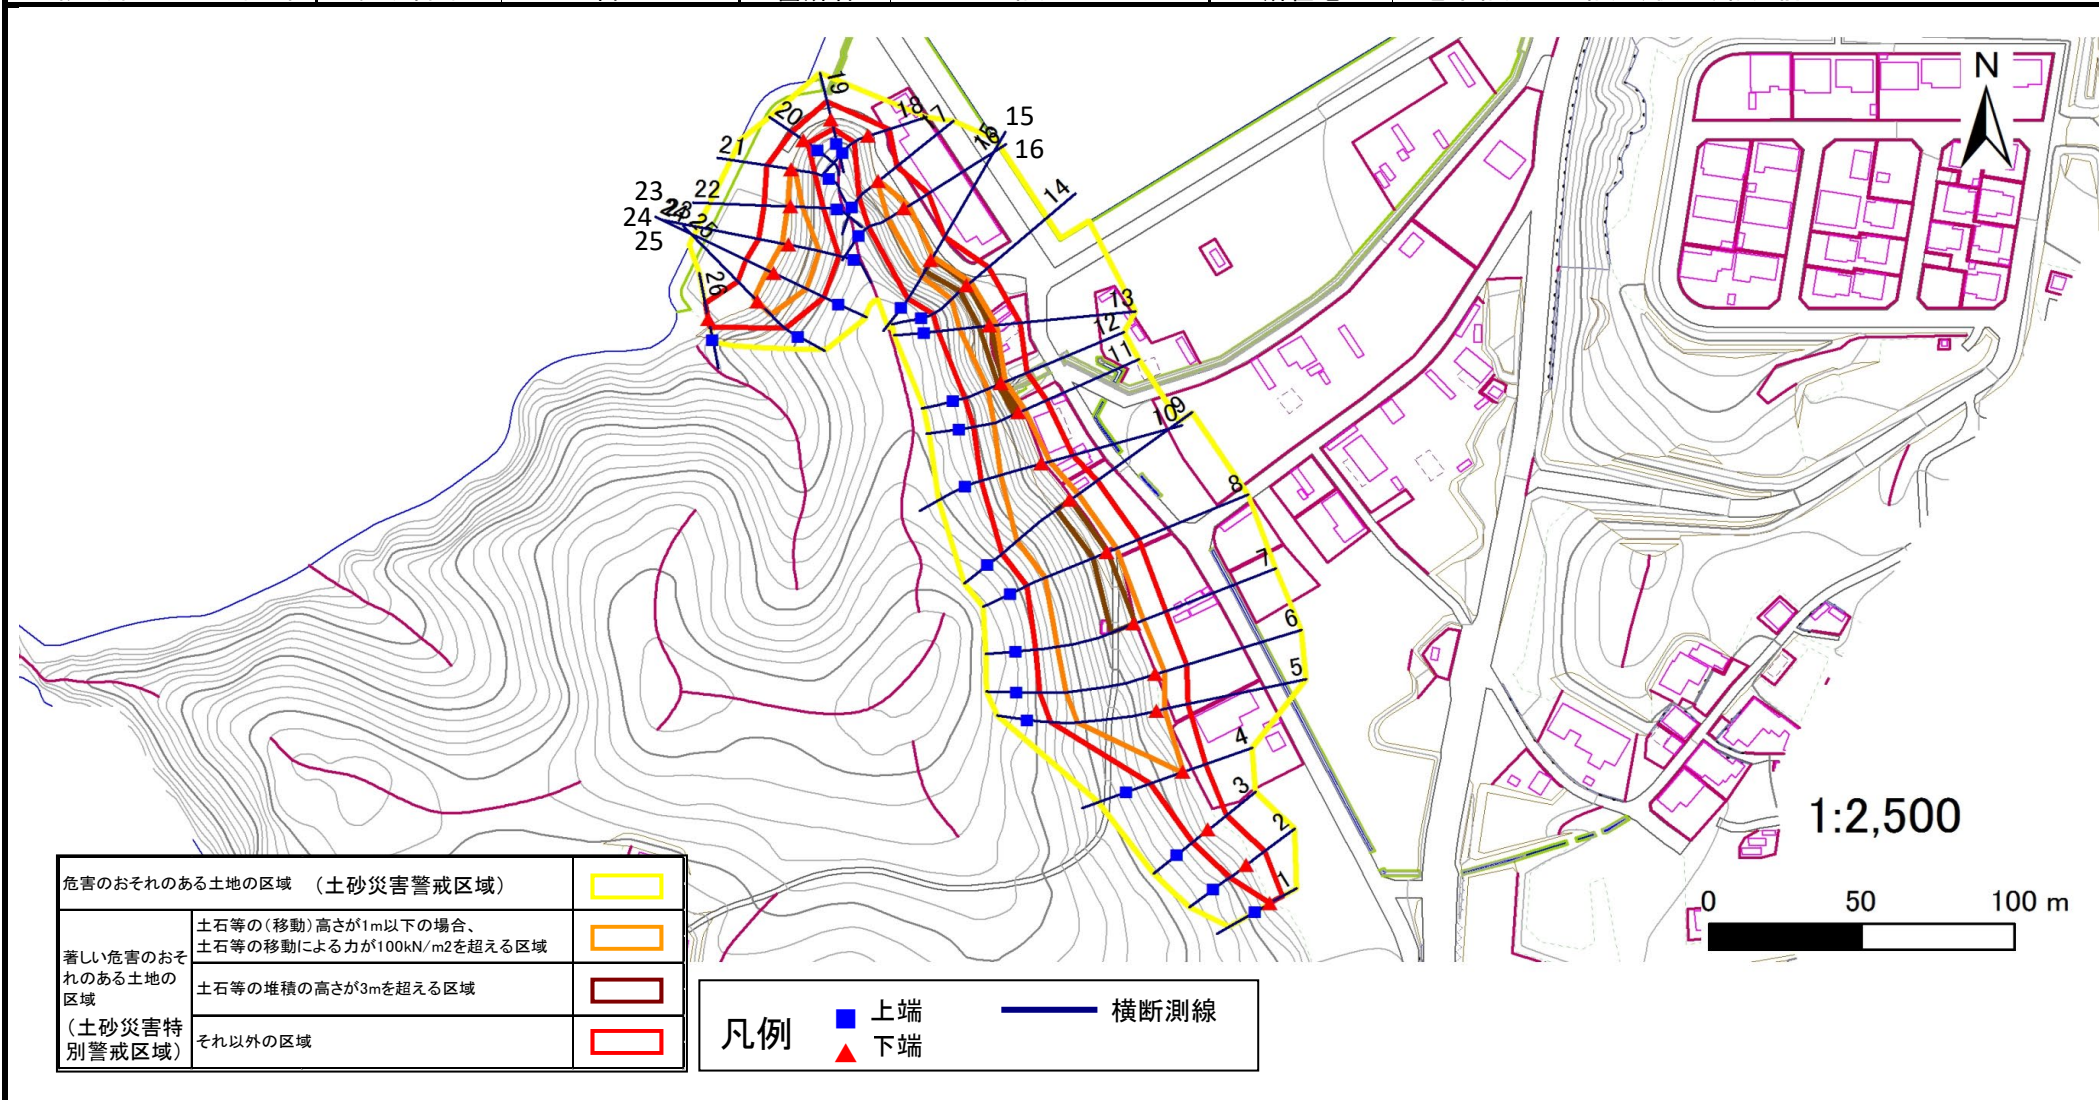 19
20
18
17
15
16
15
16
21
14
23
22
24
25
25
26
13
12
11
10
9
8
7
6
5
4
3
2
1
N
1:2,500
0 50 100 m
危害のおそれのある土地の区域 (土砂災害警戒区域)
著しい危害のおそ
れのある土地の
区域
(土砂災害特
別警戒区域)
土石等の(移動)高さが1m以下の場合、
土石等の移動による力が100kN/m2を超える区域
土石等の堆積の高さが3mを超える区域
それ以外の区域
凡例
上端
下端
横断測線